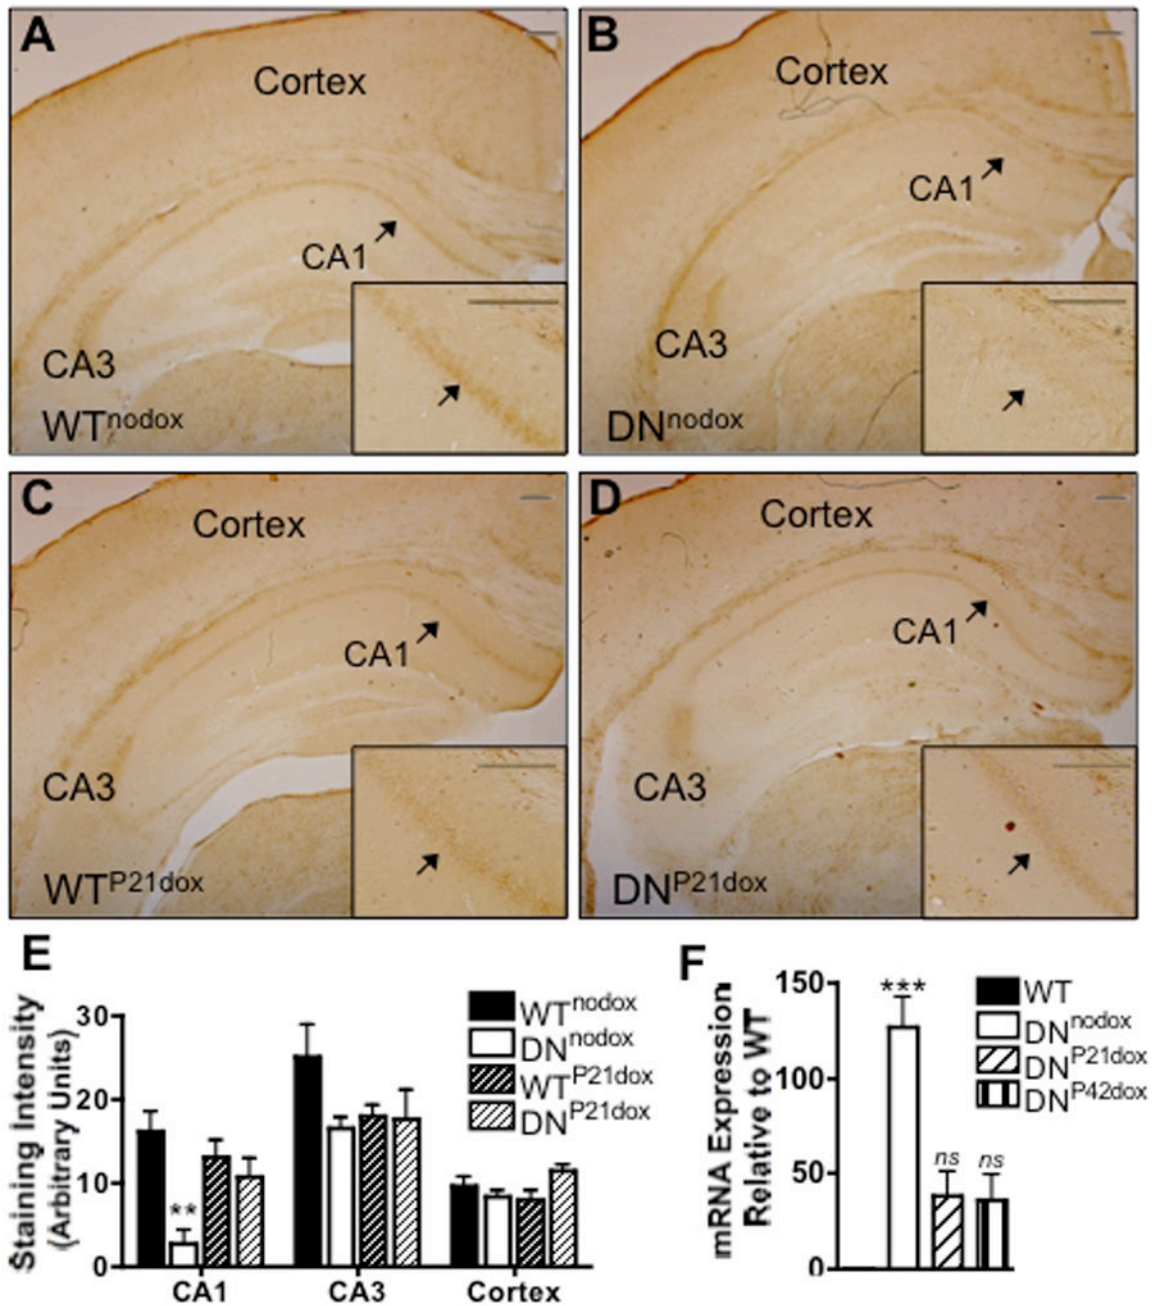 A
Cortex
CA1
CA3
WTnodox
B
Cortex
CA1
CA3
DNnodox
C
Cortex
CA1
CA3
WTP21dox
D
Cortex
CA1
CA3
DNP21dox
E
Staining Intensity
(Arbitrary Units)
30
20
10
0
**
CA1
CA3
Cortex
WTnodox
DNnodox
WTP21dox
DNP21dox
F
mRNA Expression
Relative to WT
150
100
50
0
***
ns
ns
WT
DNnodox
DNP21dox
DNP42dox